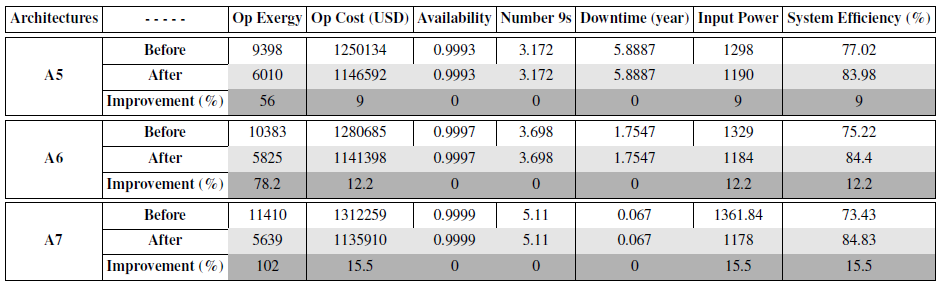 Architectures - - - - - Op Exergy Op Cost (USD) Availability Number 9s Downtime (year) Input Power System Efficiency (%)
Before 9398 1250134 0.9993 3.172 5.8887 1298 77.02
A5 After 6010 1146592 0.9993 3.172 5.8887 1190 83.98
Improvement (%) 56 9 0 0 0 9 9
Before 10383 1280685 0.9997 3.698 1.7547 1329 75.22
A6 After 5825 1141398 0.9997 3.698 1.7547 1184 84.4
Improvement (%) 78.2 12.2 0 0 0 12.2 12.2
Before 11410 1312259 0.9999 5.11 0.067 1361.84 73.43
A7 After 5639 1135910 0.9999 5.11 0.067 1178 84.83
Improvement (%) 102 15.5 0 0 0 15.5 15.5